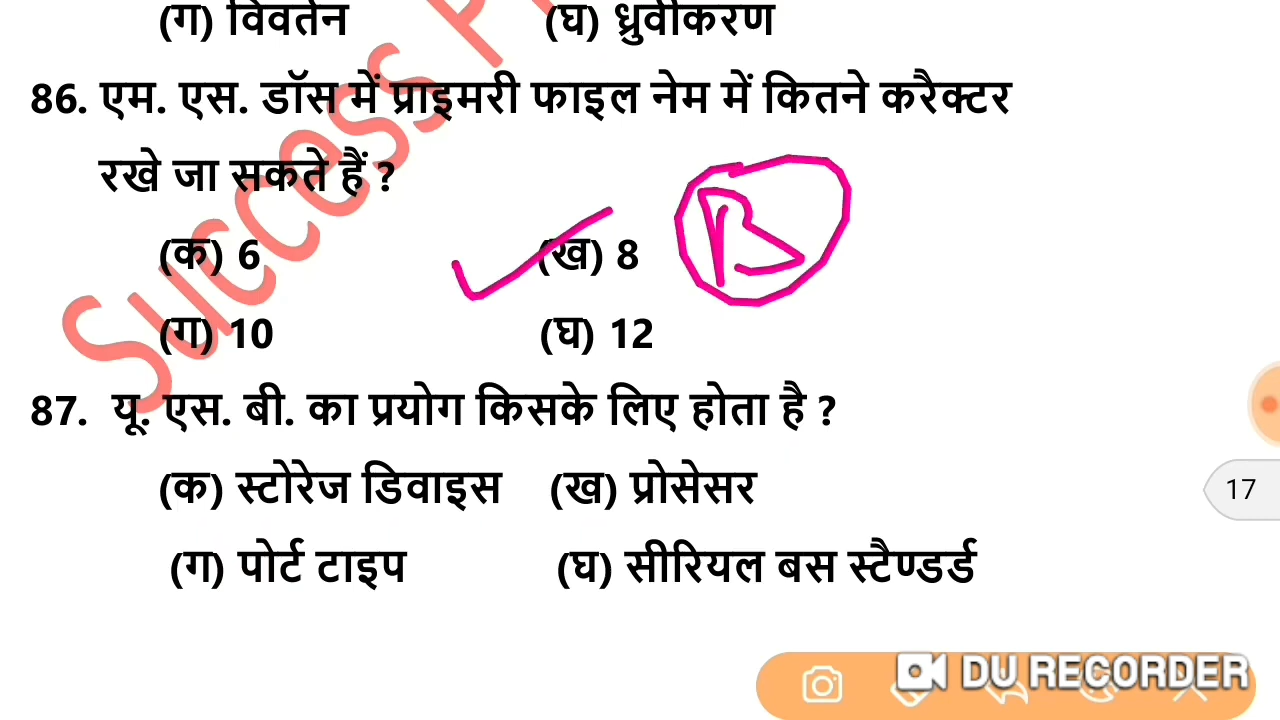 (ग) विवर्तन (घ) ध्रुवीकरण
86. एम. एस. डॉस में प्राइमरी फाइल नेम में कितने करैक्टर
रखे जा सकते हैं ?
(क) 6 (ख) 8 B
(ग) 10 (घ) 12
87. यू. एस. बी. का प्रयोग किसके लिए होता है ?
(क) स्टोरेज डिवाइस (ख) प्रोसेसर
17
(ग) पोर्ट टाइप (घ) सीरियल बस स्टैण्डर्ड
Success
DU RECORDER